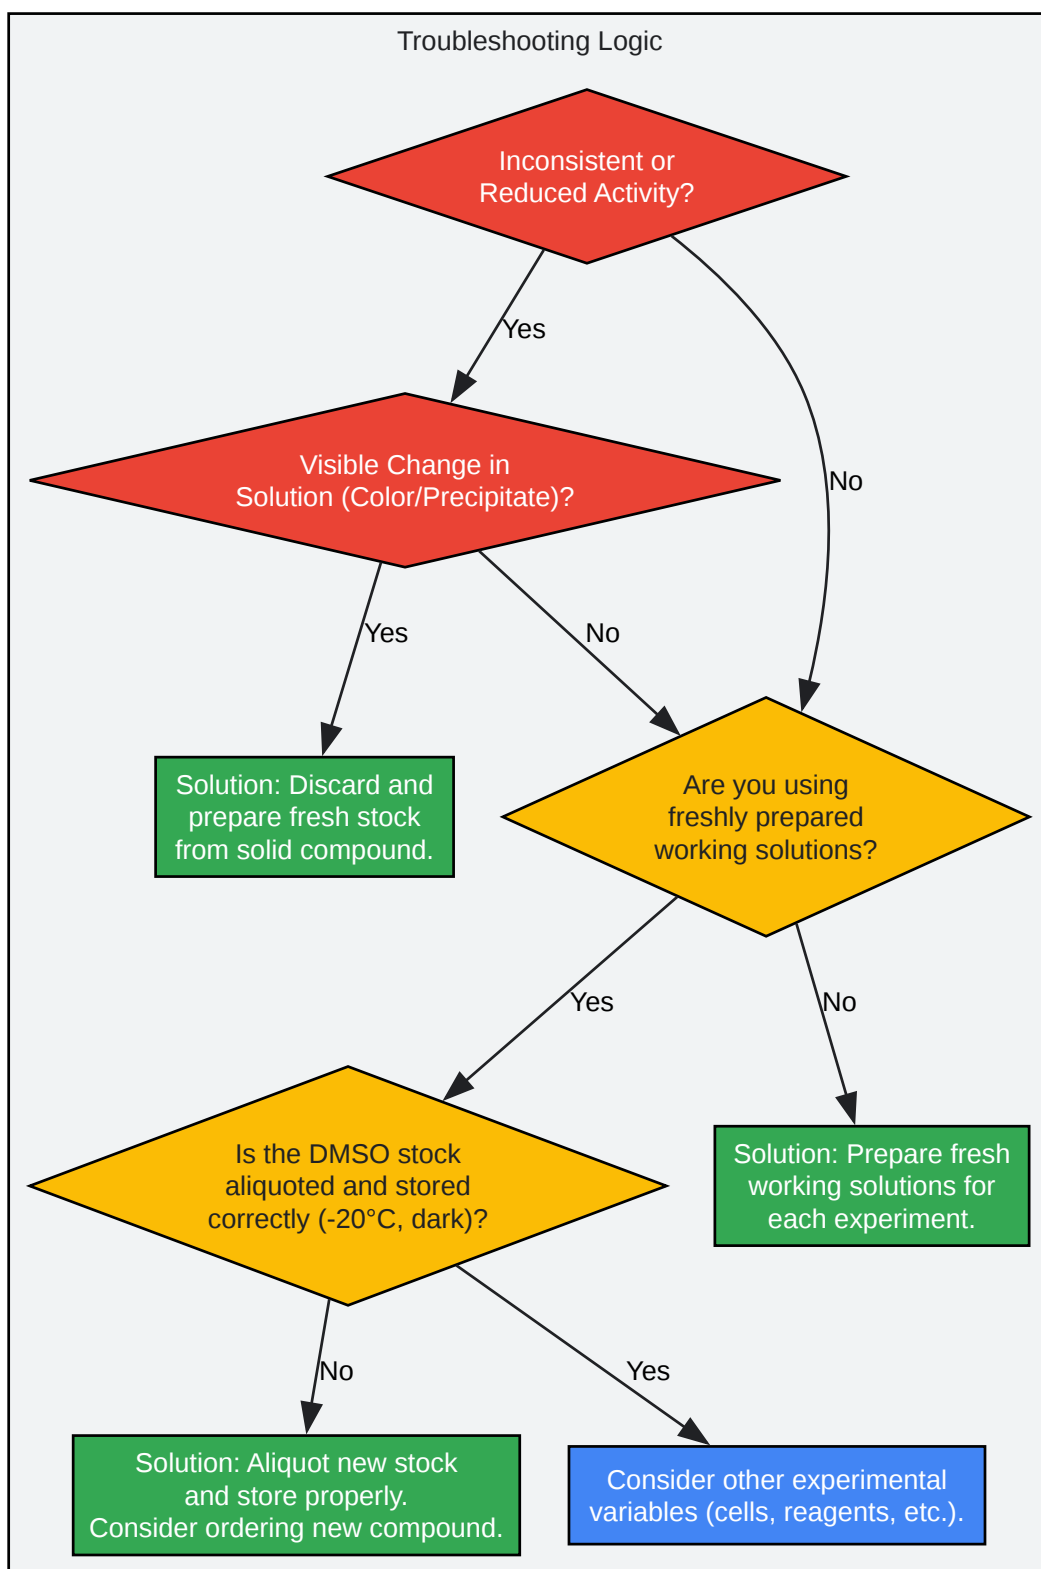 Troubleshooting Logic
Inconsistent or
Reduced Activity?
Yes
No
Visible Change in
Solution (Color/Precipitate)?
Yes
No
Solution: Discard and
prepare fresh stock
from solid compound.
Are you using
freshly prepared
working solutions?
Yes
No
Is the DMSO stock
aliquoted and stored
correctly (-20°C, dark)?
Solution: Prepare fresh
working solutions for
each experiment.
No
Yes
Solution: Aliquot new stock
and store properly.
Consider ordering new compound.
Consider other experimental
variables (cells, reagents, etc.).